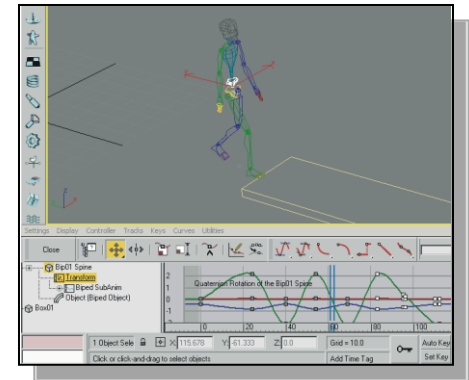 z
Settings Display Controller Tracks Keys Curves Utilities
Close
Bip01 Spine
Transform
Biped SubAnim
Object (Biped Object)
Box01
2
1
0
-1
Quaternion Rotation of the Bip01 Spine
0 20 40 60 80 100
1 Object Sele X: 115.678 Y: -61.333 Z: 0.0 Grid = 10.0 Auto Key
Click or click-and-drag to select objects Add Time Tag Set Key